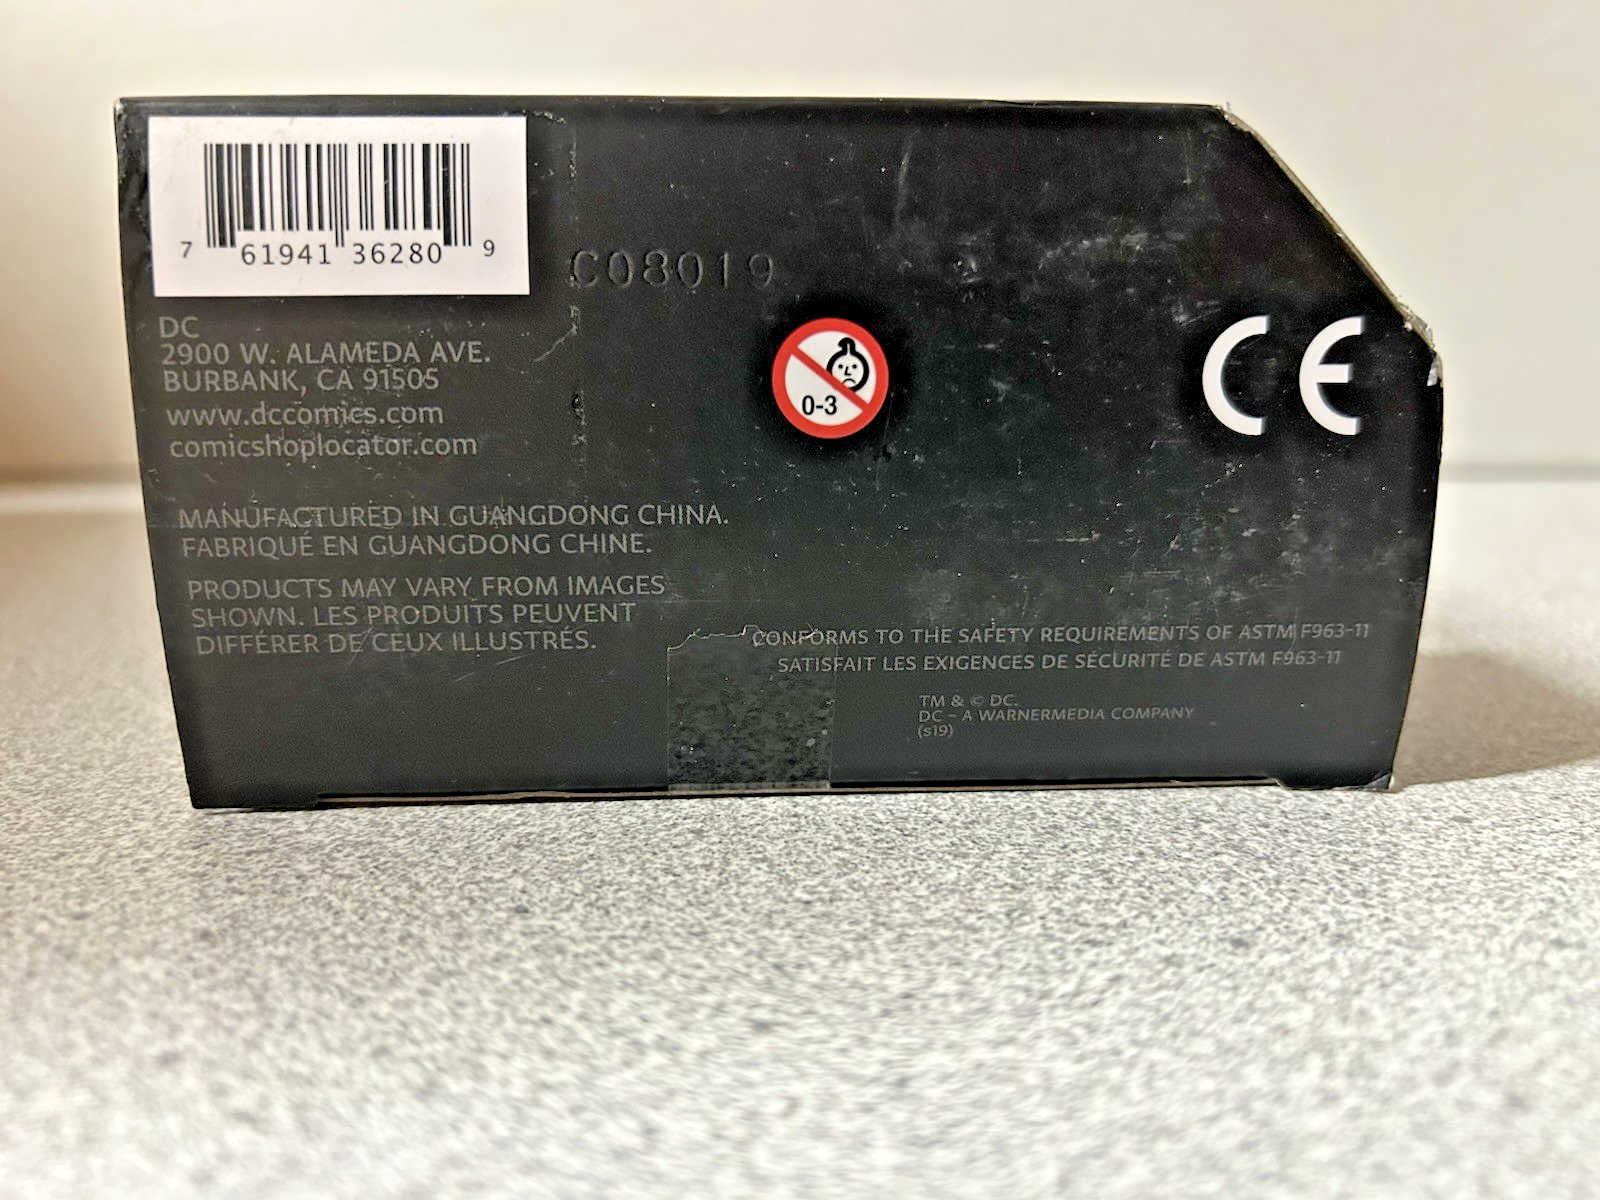 7 61941 36280 9
C08019
DC
2900 W. ALAMEDA AVE.
BURBANK, CA 91505
www.dccomics.com
comicshoplocator.com
0-3
CE
MANUFACTURED IN GUANGDONG CHINA.
FABRIQUÉ EN GUANGDONG CHINE.
PRODUCTS MAY VARY FROM IMAGES
SHOWN. LES PRODUITS PEUVENT
DIFFÉRER DE CEUX ILLUSTRÉS.
CONFORMS TO THE SAFETY REQUIREMENTS OF ASTM F963-11
SATISFAIT LES EXIGENCES DE SÉCURITÉ DE ASTM F963-11
TM & © DC.
DC - A WARNERMEDIA COMPANY
(s19)